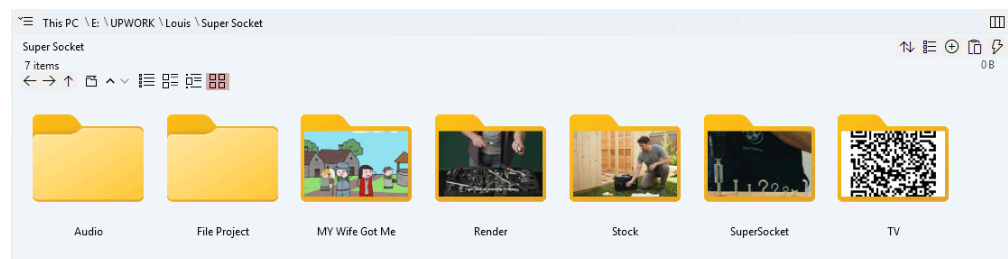 This PC \ E: \ UPWORK \ Louis \ Super Socket
Super Socket
7 items
0 B
Audio
File Project
MY Wife Got Me
Render
Stock
SuperSocket
TV